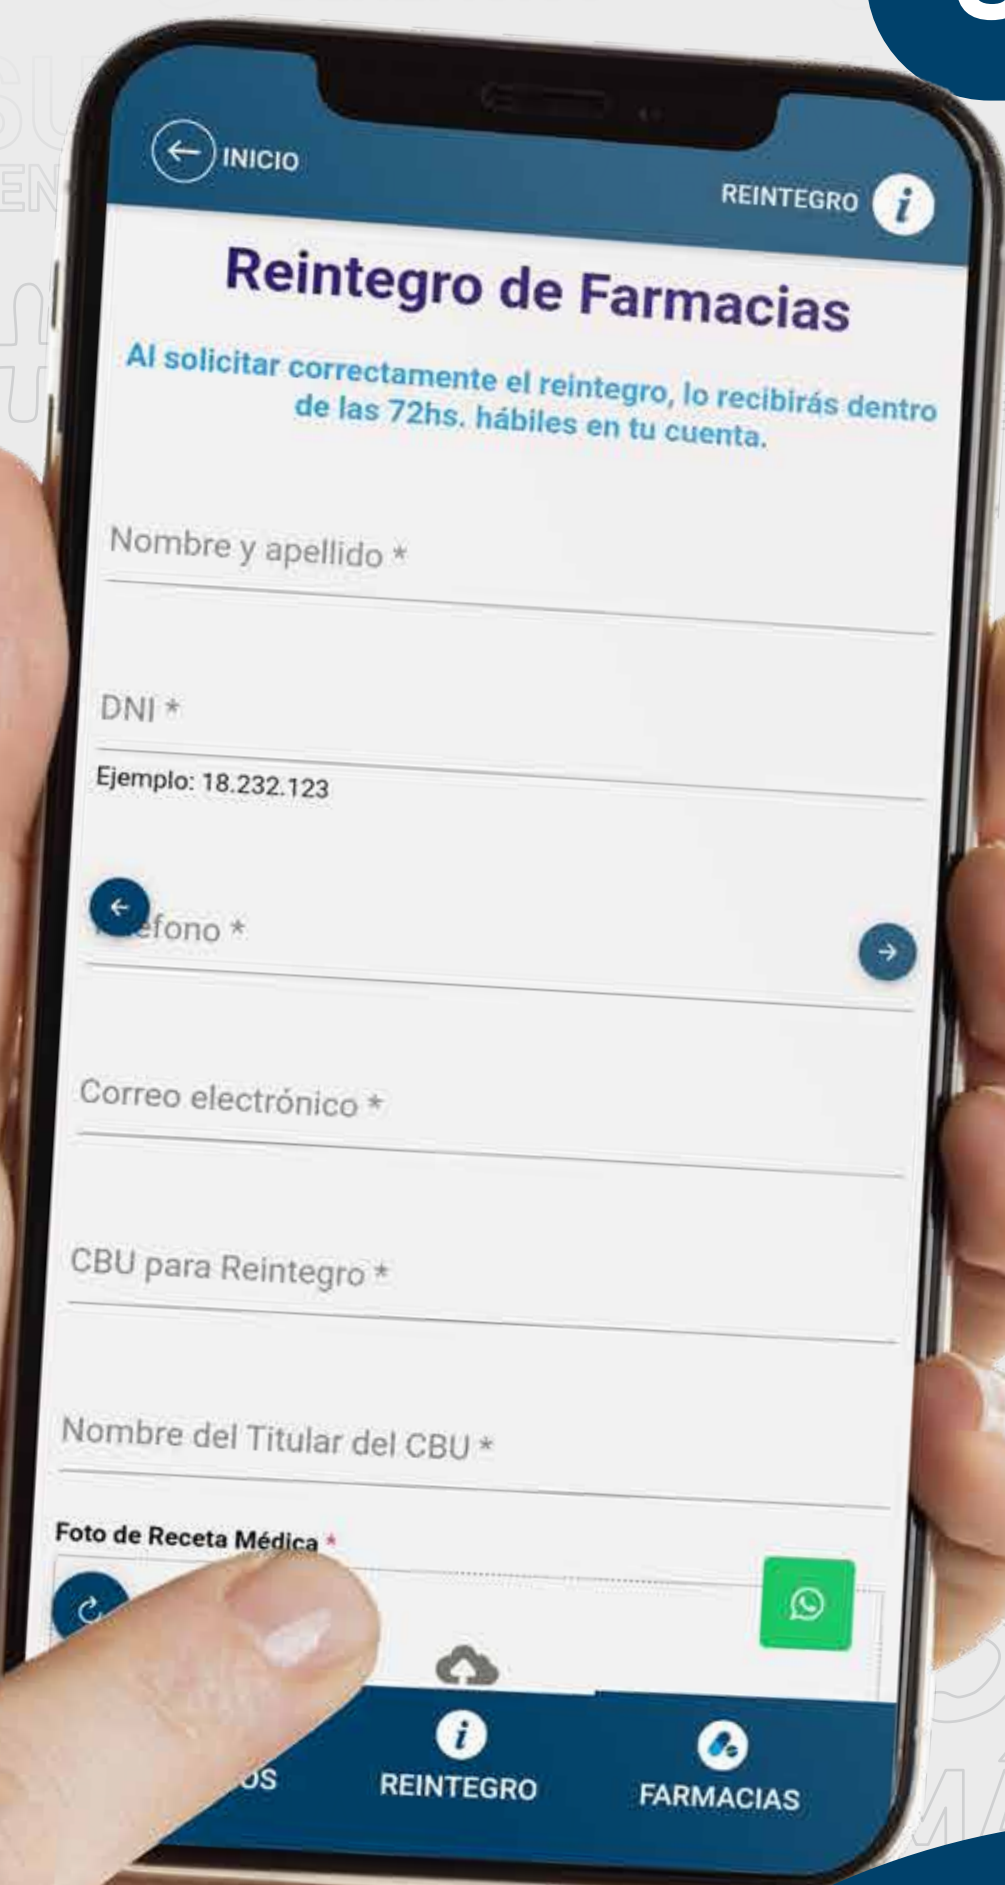 INICIO
REINTEGRO
Reintegro de Farmacias
Al solicitar correctamente el reintegro, lo recibirás dentro
de las 72hs. hábiles en tu cuenta.
Nombre y apellido *
DNI *
Ejemplo: 18.232.123
fono *
Correo electrónico *
CBU para Reintegro *
Nombre del Titular del CBU *
Foto de Receta Médica *
OS
REINTEGRO
FARMACIAS